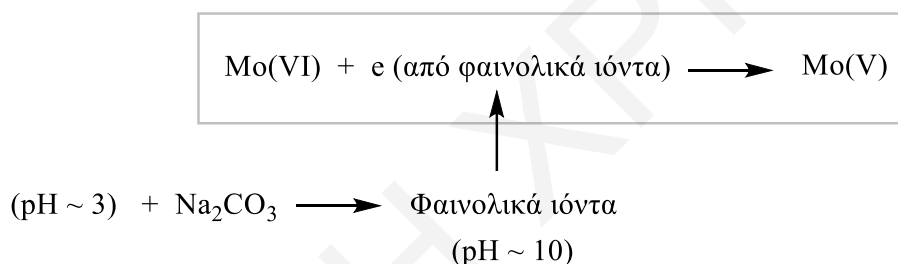 Mo(VI) + e (από φαινολικά ιόντα) Mo(V)
(pH ~ 3) + Na₂CO₃ Φαινολικά ιόντα
(pH ~ 10)